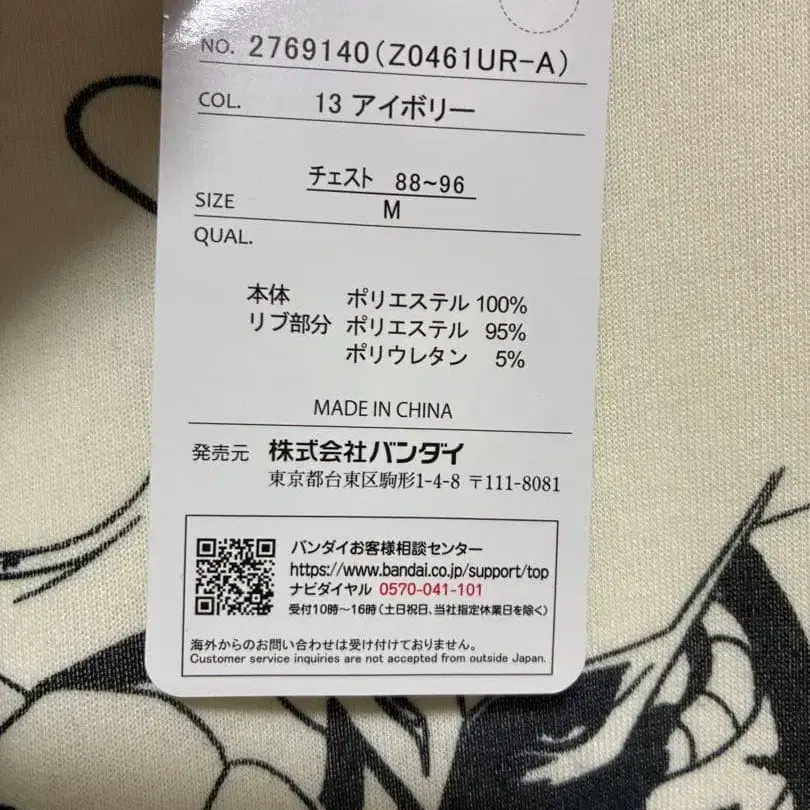 NO. 2769140(Z0461UR-A)
COL. 13 アイボリー
チェスト 88~96
SIZE M
QUAL.
本体 ポリエステル 100%
リブ部分 ポリエステル 95%
ポリウレタン 5%
MADE IN CHINA
発売元 株式会社バンダイ
東京都台東区駒形1-4-8 〒111-8081
バンダイお客様相談センター
https://www.bandai.co.jp/support/top
ナビダイヤル 0570-041-101
受付10時〜16時(土日祝日、当社指定休業日を除く)
海外からのお問い合わせは受け付けておりません。
Customer service inquiries are not accepted from outside Japan.